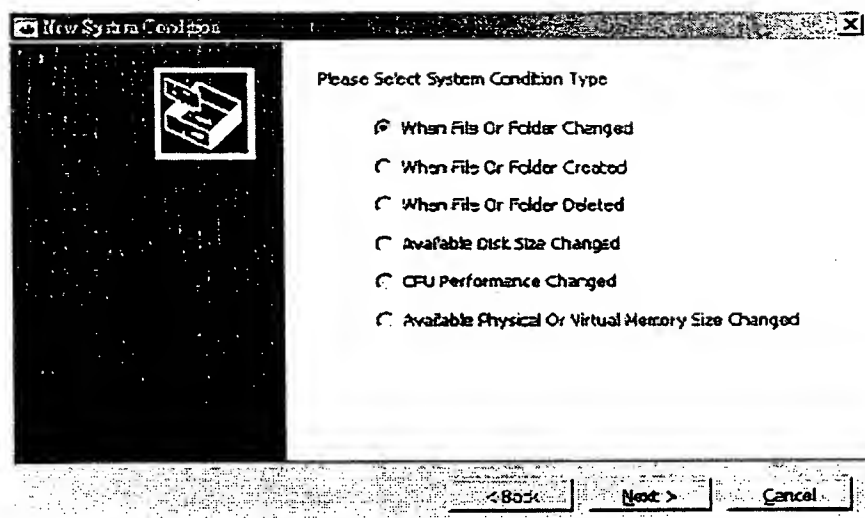 New System Condition
Please Select System Condition Type
When File Or Folder Changed
When File Or Folder Created
When File Or Folder Deleted
Available Disk Size Changed
CPU Performance Changed
Available Physical Or Virtual Memory Size Changed
< Back
Next >
Cancel